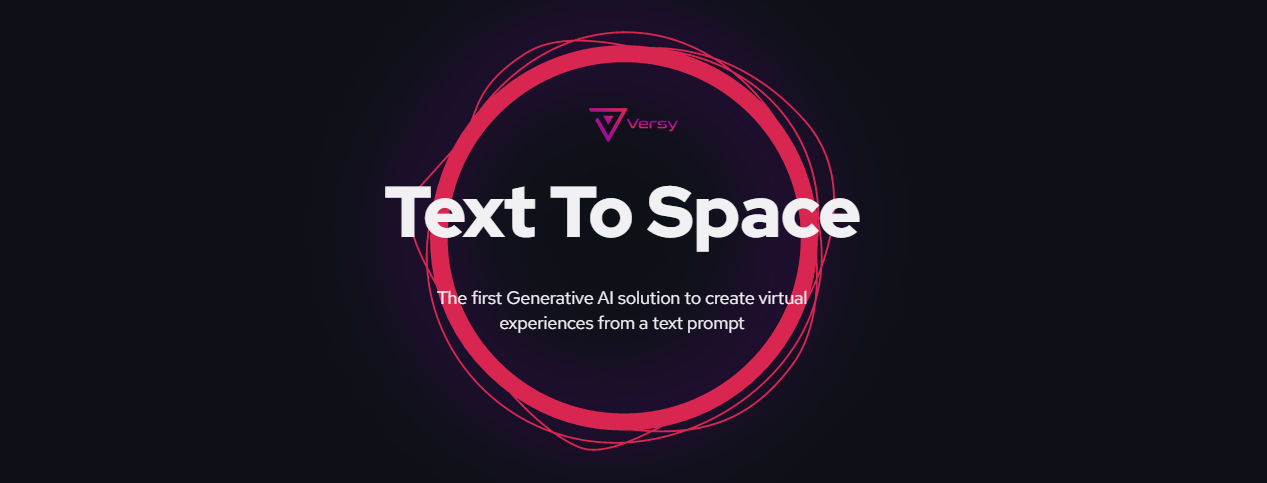 Versy
Text To Space
The first Generative AI solution to create virtual
experiences from a text prompt